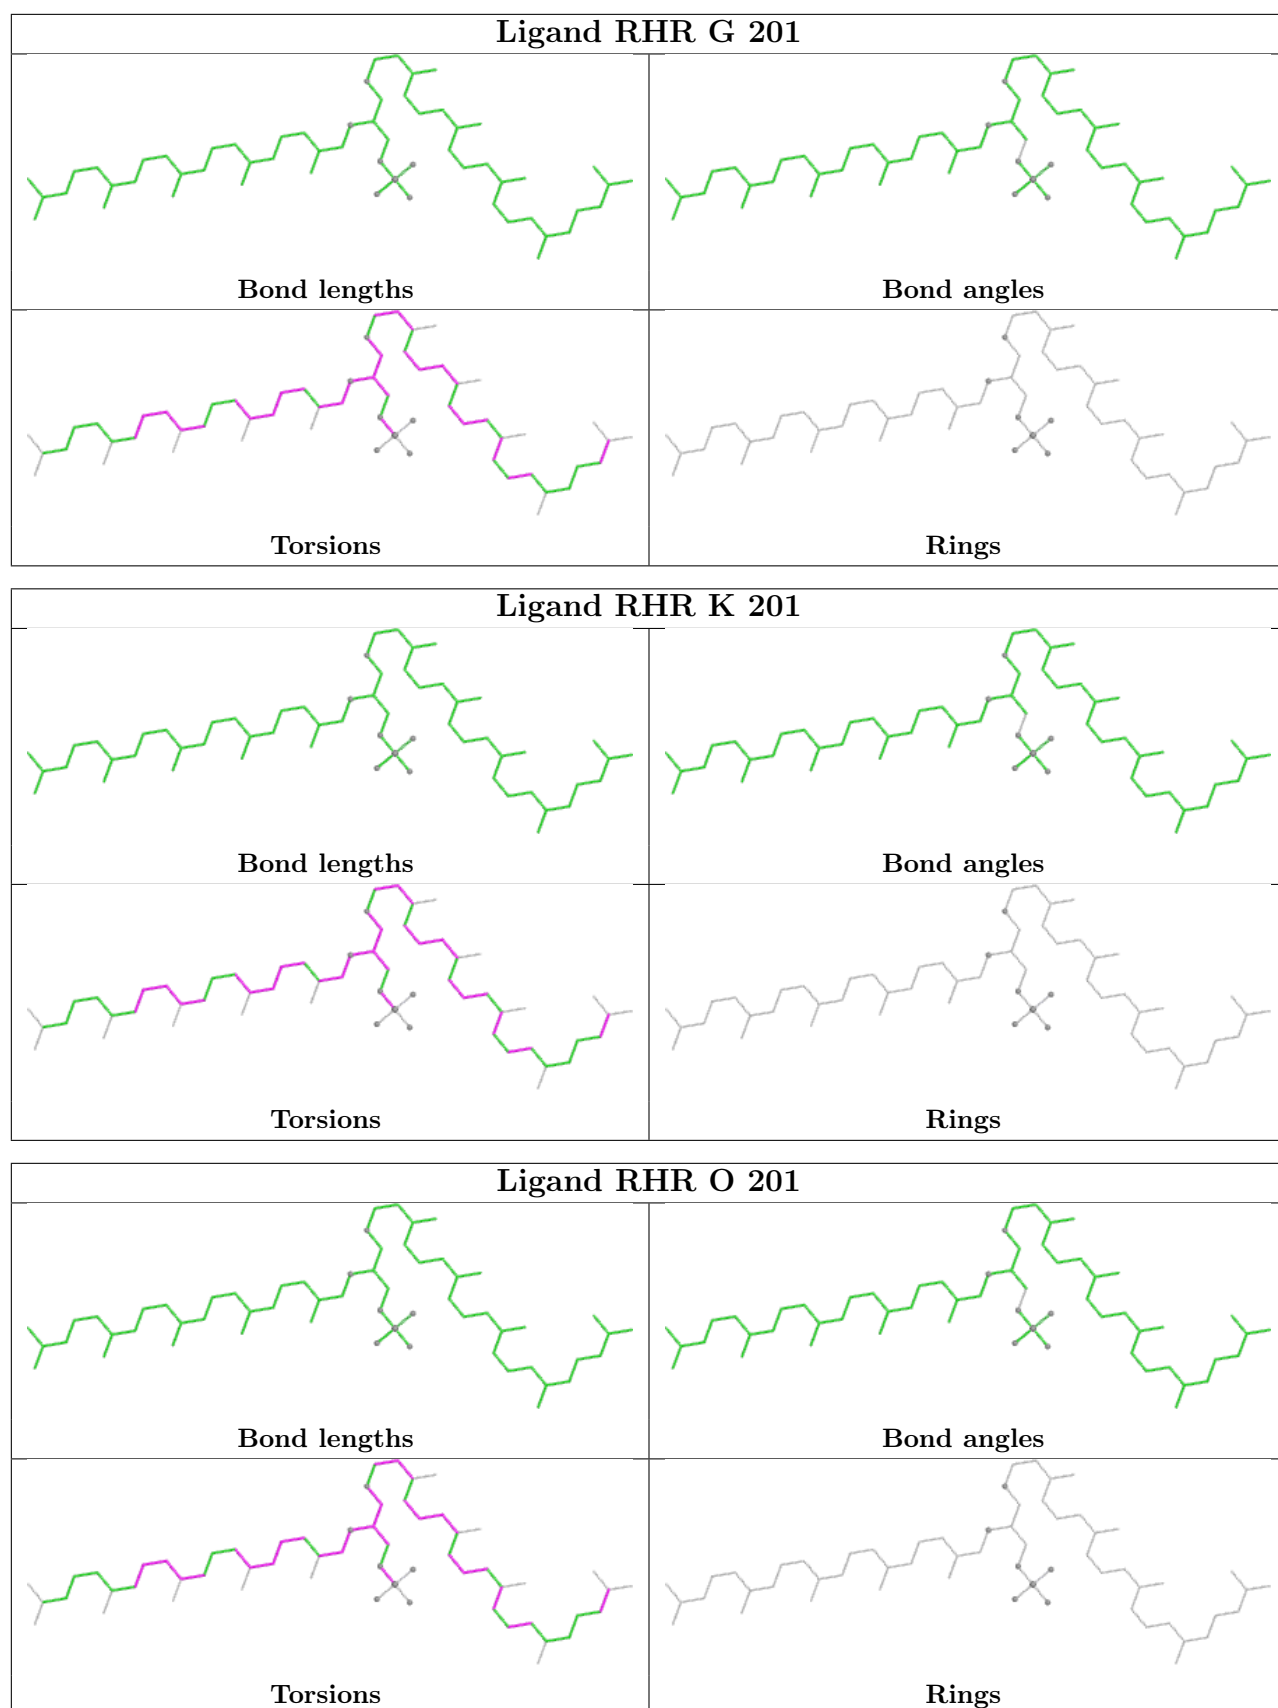 Ligand RHR G 201
Bond lengths
Bond angles
Torsions
Rings
Ligand RHR K 201
Bond lengths
Bond angles
Torsions
Rings
Ligand RHR O 201
Bond lengths
Bond angles
Torsions
Rings